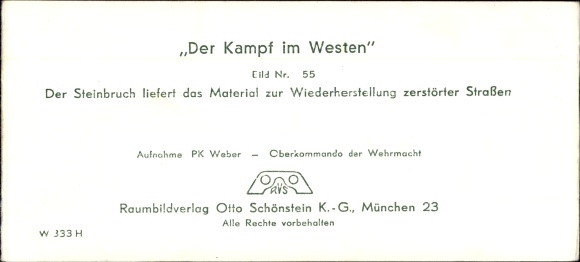 „Der Kampf im Westen"
Bild Nr. 55
Der Steinbruch liefert das Material zur Wiederherstellung zerstörter Straßen
Aufnahme PK Weber — Oberkommando der Wehrmacht
RVS
Raumbildverlag Otto Schönstein K.-G., München 23
Alle Rechte vorbehalten
W 333 H